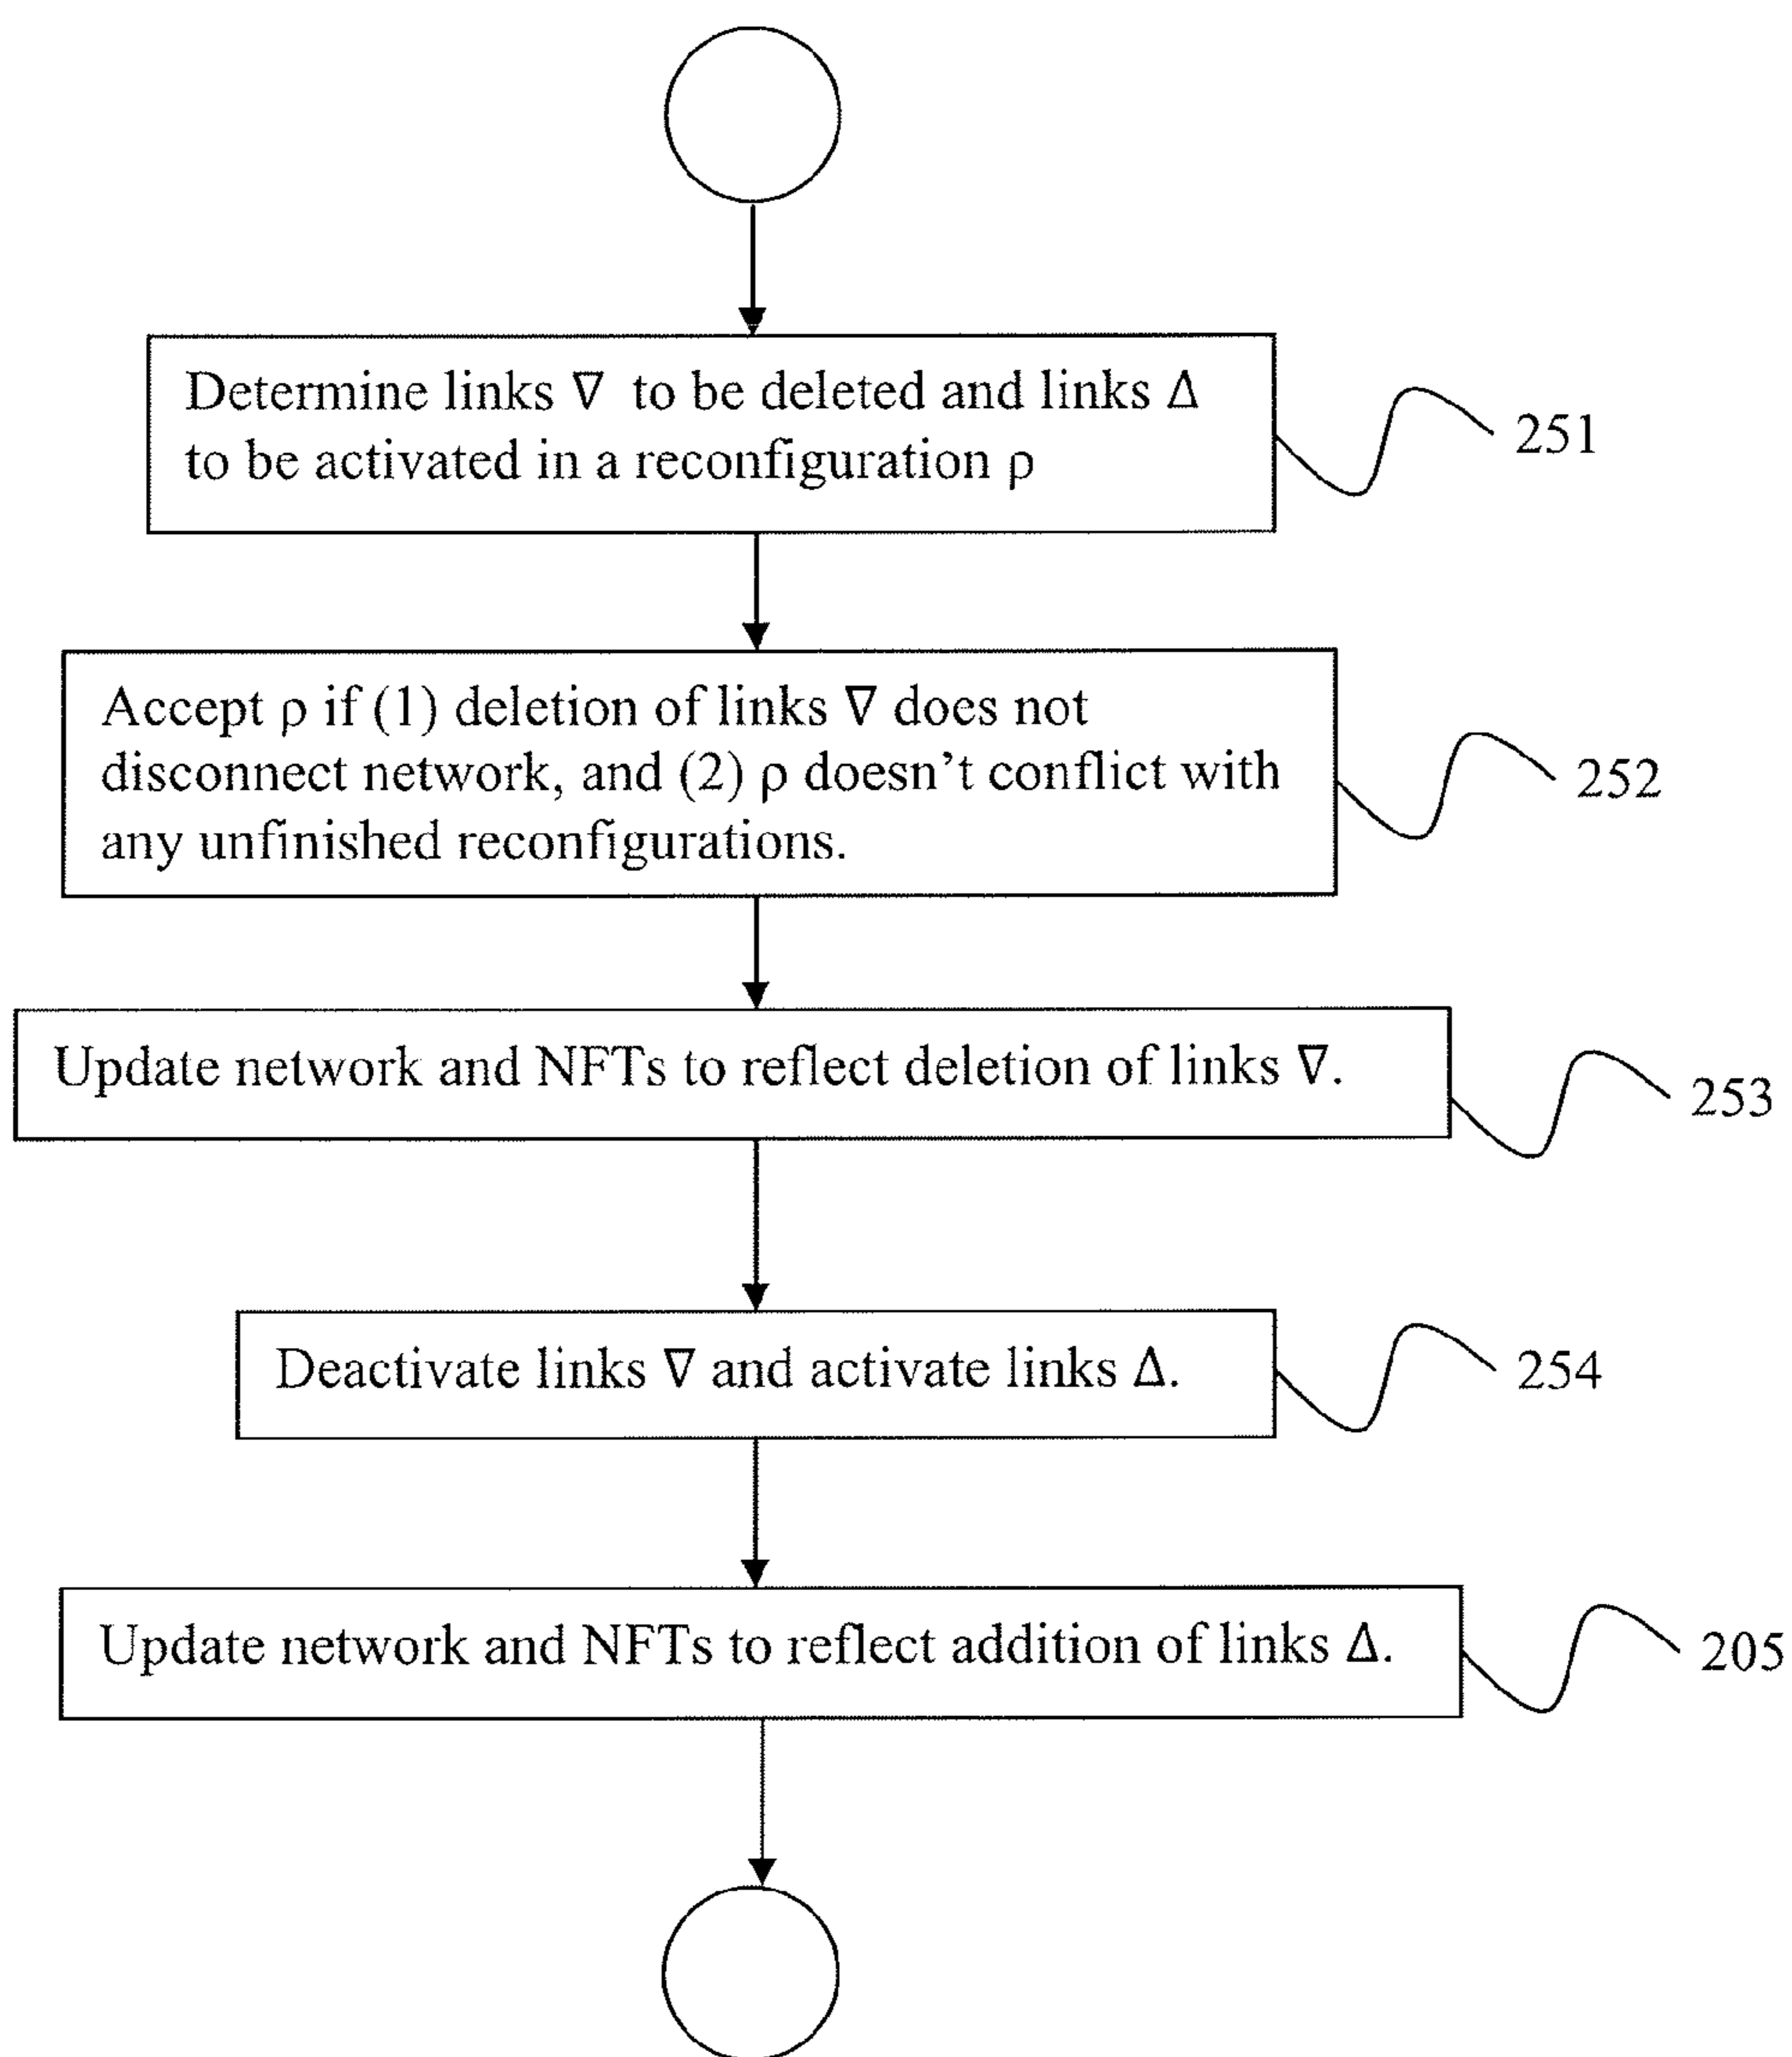 Determine links ∇ to be deleted and links Δ
to be activated in a reconfiguration ρ
251
Accept ρ if (1) deletion of links ∇ does not
disconnect network, and (2) ρ doesn’t conflict with
any unfinished reconfigurations.
252
Update network and NFTs to reflect deletion of links ∇.
253
Deactivate links ∇ and activate links Δ.
254
Update network and NFTs to reflect addition of links Δ.
205